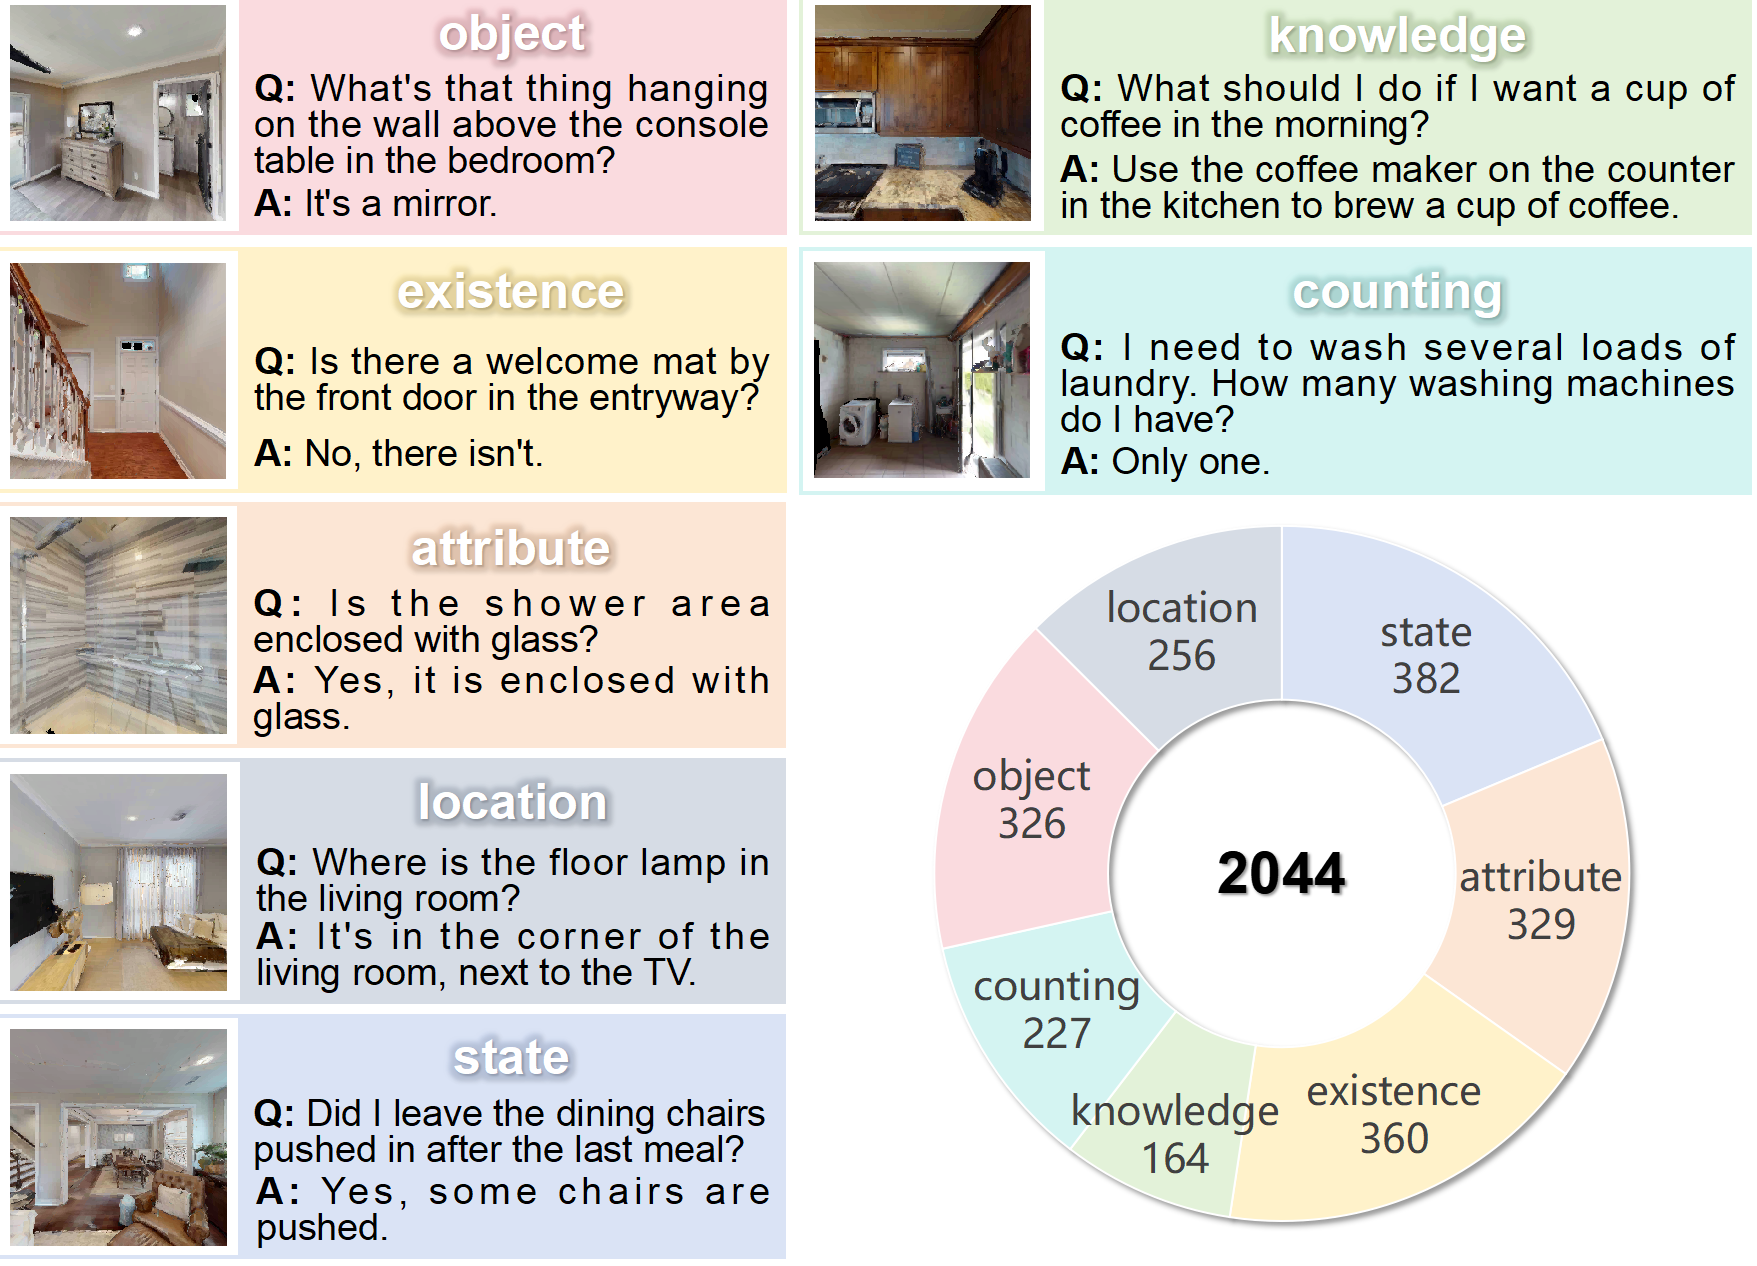 object
Q: What's that thing hanging
on the wall above the console
table in the bedroom?
A: It's a mirror.
knowledge
Q: What should I do if I want a cup of
coffee in the morning?
A: Use the coffee maker on the counter
in the kitchen to brew a cup of coffee.
existence
Q: Is there a welcome mat by
the front door in the entryway?
A: No, there isn't.
counting
Q: I need to wash several loads of
laundry. How many washing machines
do I have?
A: Only one.
attribute
Q: Is the shower area
enclosed with glass?
A: Yes, it is enclosed with
glass.
location
Q: Where is the floor lamp in
the living room?
A: It's in the corner of the
living room, next to the TV.
state
Q: Did I leave the dining chairs
pushed in after the last meal?
A: Yes, some chairs are
pushed.
location
256
state
382
object
326
2044
attribute
329
counting
227
knowledge
164
existence
360